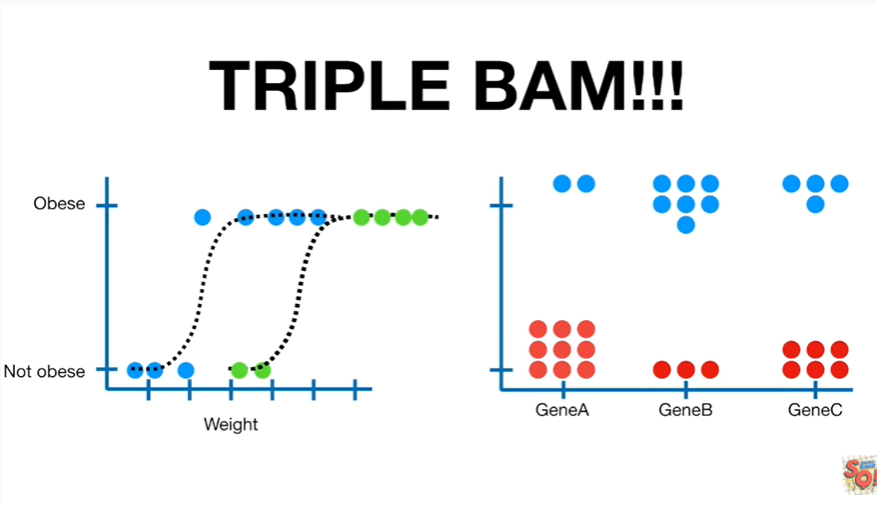 TRIPLE BAM!!!
Obese
Not obese
Weight
GeneA GeneB GeneC